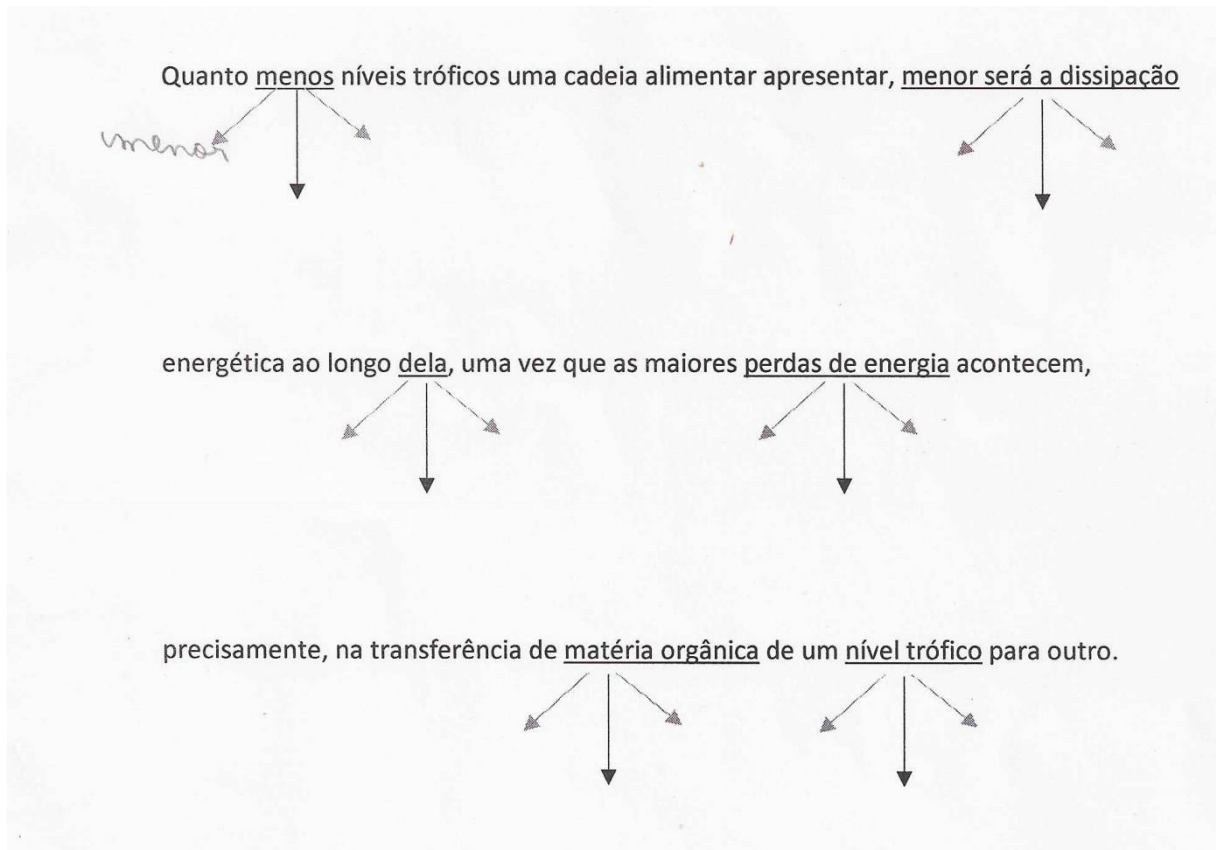 Quanto menos níveis tróficos uma cadeia alimentar apresentar, menor será a dissipação
menor
energética ao longo dela, uma vez que as maiores perdas de energia acontecem,
precisamente, na transferência de matéria orgânica de um nível trófico para outro.